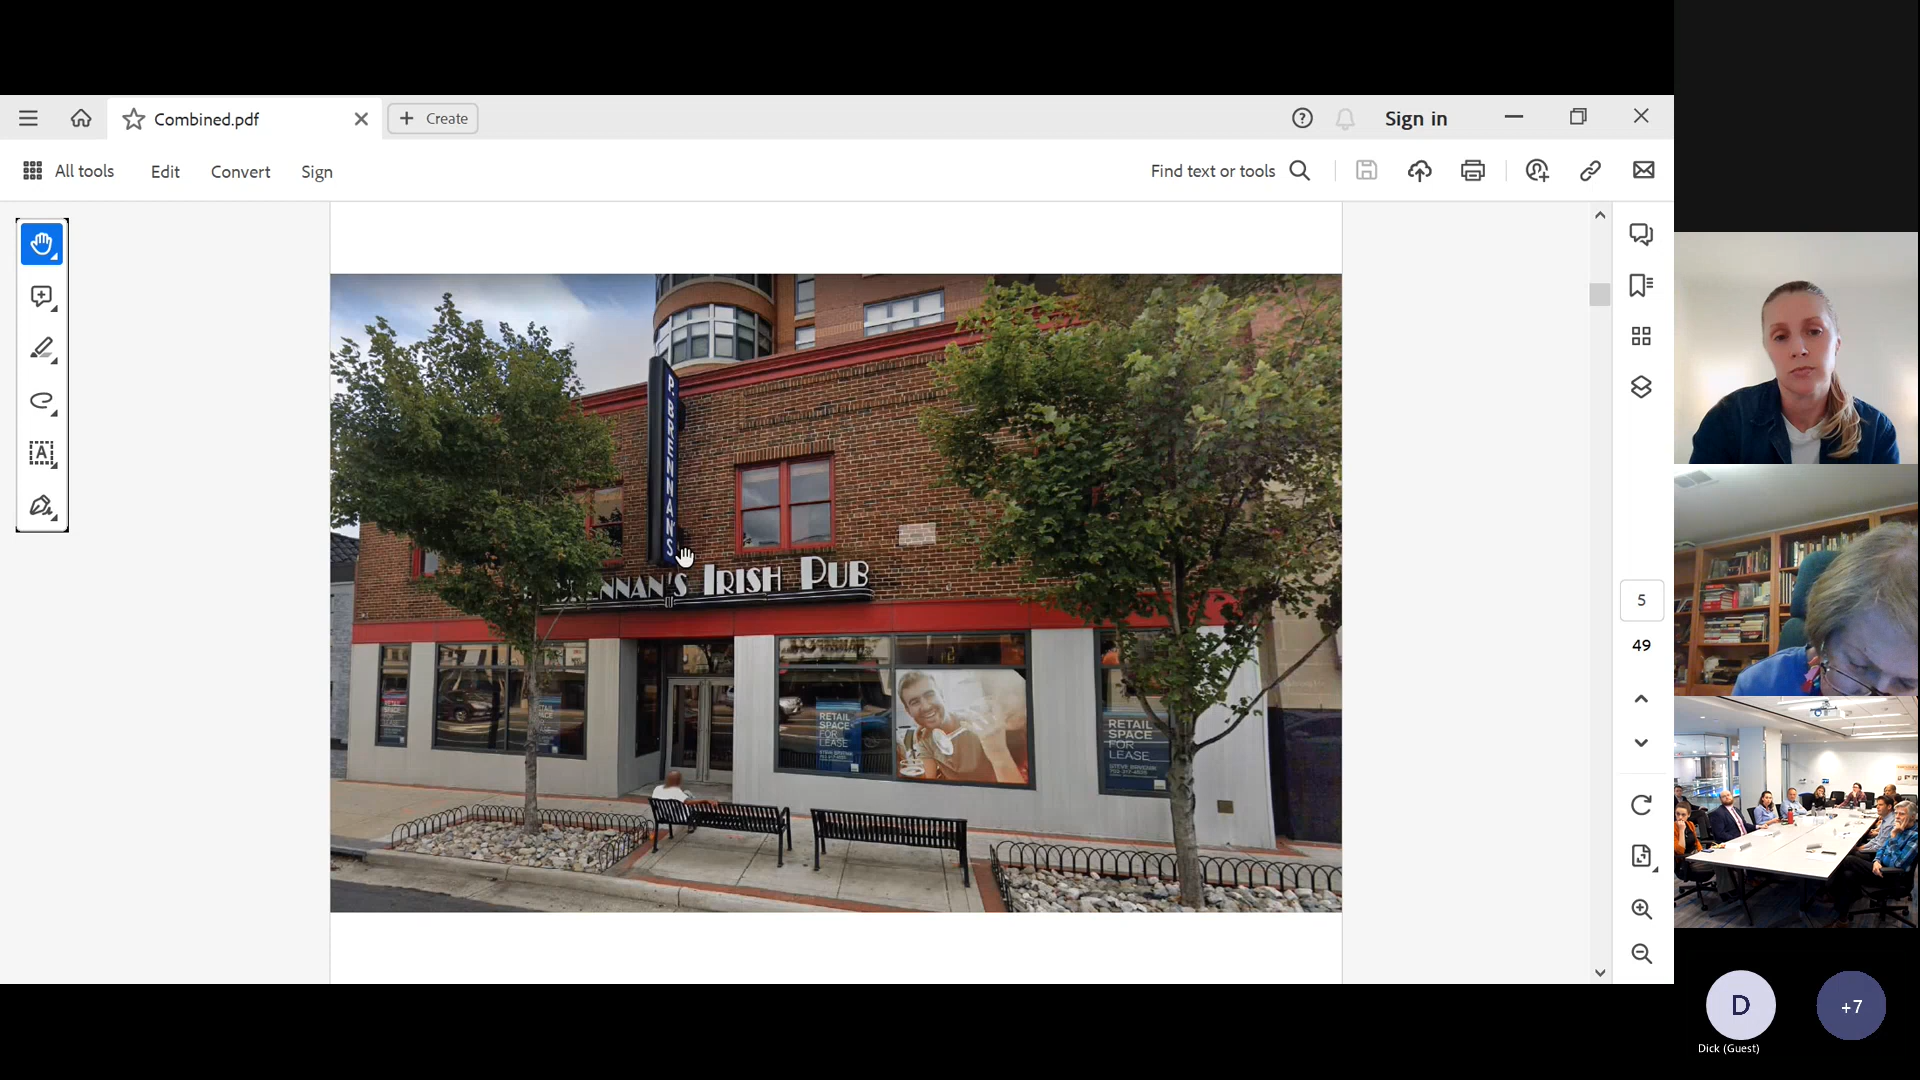 Combined.pdf
Create
Sign in
All tools
Edit
Convert
Sign
Find text or tools
P. BRENNAN'S
BRENNAN'S IRISH PUB
RETAIL
SPACE
FOR
LEASE
RETAIL
SPACE
FOR
LEASE
5
49
D
+7
Dick (Guest)